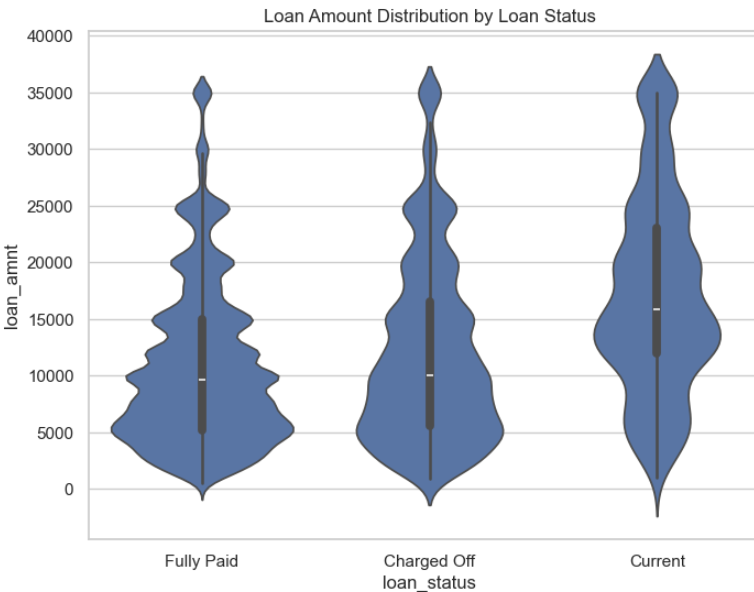 Loan Amount Distribution by Loan Status
40000
35000
30000
25000
20000
15000
10000
5000
0
loan_amnt
Fully Paid
Charged Off
Current
loan_status